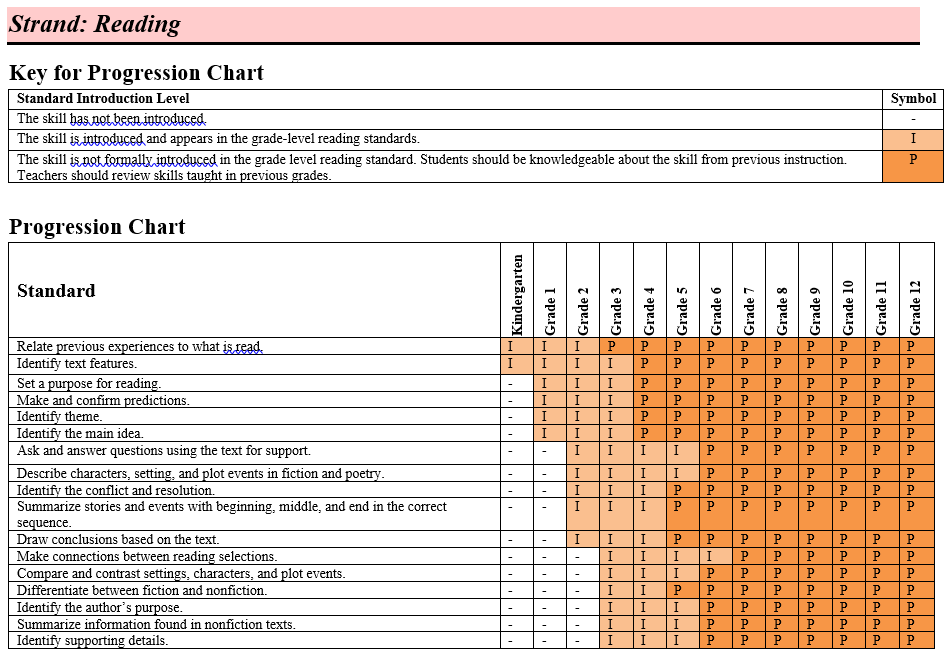 Strand: Reading
Key for Progression Chart
Standard Introduction Level Symbol
The skill has not been introduced. -
The skill is introduced and appears in the grade-level reading standards. I
The skill is not formally introduced in the grade level reading standard. Students should be knowledgeable about the skill from previous instruction. P
Teachers should review skills taught in previous grades.
Progression Chart
Standard Kindergarten Grade 1 Grade 2 Grade 3 Grade 4 Grade 5 Grade 6 Grade 7 Grade 8 Grade 9 Grade 10 Grade 11 Grade 12
Relate previous experiences to what is read. I I I P P P P P P P P P P
Identify text features. I I I I P P P P P P P P P
Set a purpose for reading. - I I I P P P P P P P P P
Make and confirm predictions. - I I I P P P P P P P P P
Identify theme. - I I I P P P P P P P P P
Identify the main idea. - I I I P P P P P P P P P
Ask and answer questions using the text for support. - - I I I I P P P P P P P
Describe characters, setting, and plot events in fiction and poetry. - - I I I I P P P P P P P
Identify the conflict and resolution. - - I I I P P P P P P P P
Summarize stories and events with beginning, middle, and end in the correct - - I I I P P P P P P P P
sequence.
Draw conclusions based on the text. - - I I I P P P P P P P P
Make connections between reading selections. - - - I I I I P P P P P P
Compare and contrast settings, characters, and plot events. - - - I I I P P P P P P P
Differentiate between fiction and nonfiction. - - - I I P P P P P P P P
Identify the author's purpose. - - - I I I P P P P P P P
Summarize information found in nonfiction texts. - - - I I I P P P P P P P
Identify supporting details. - - - I I I P P P P P P P